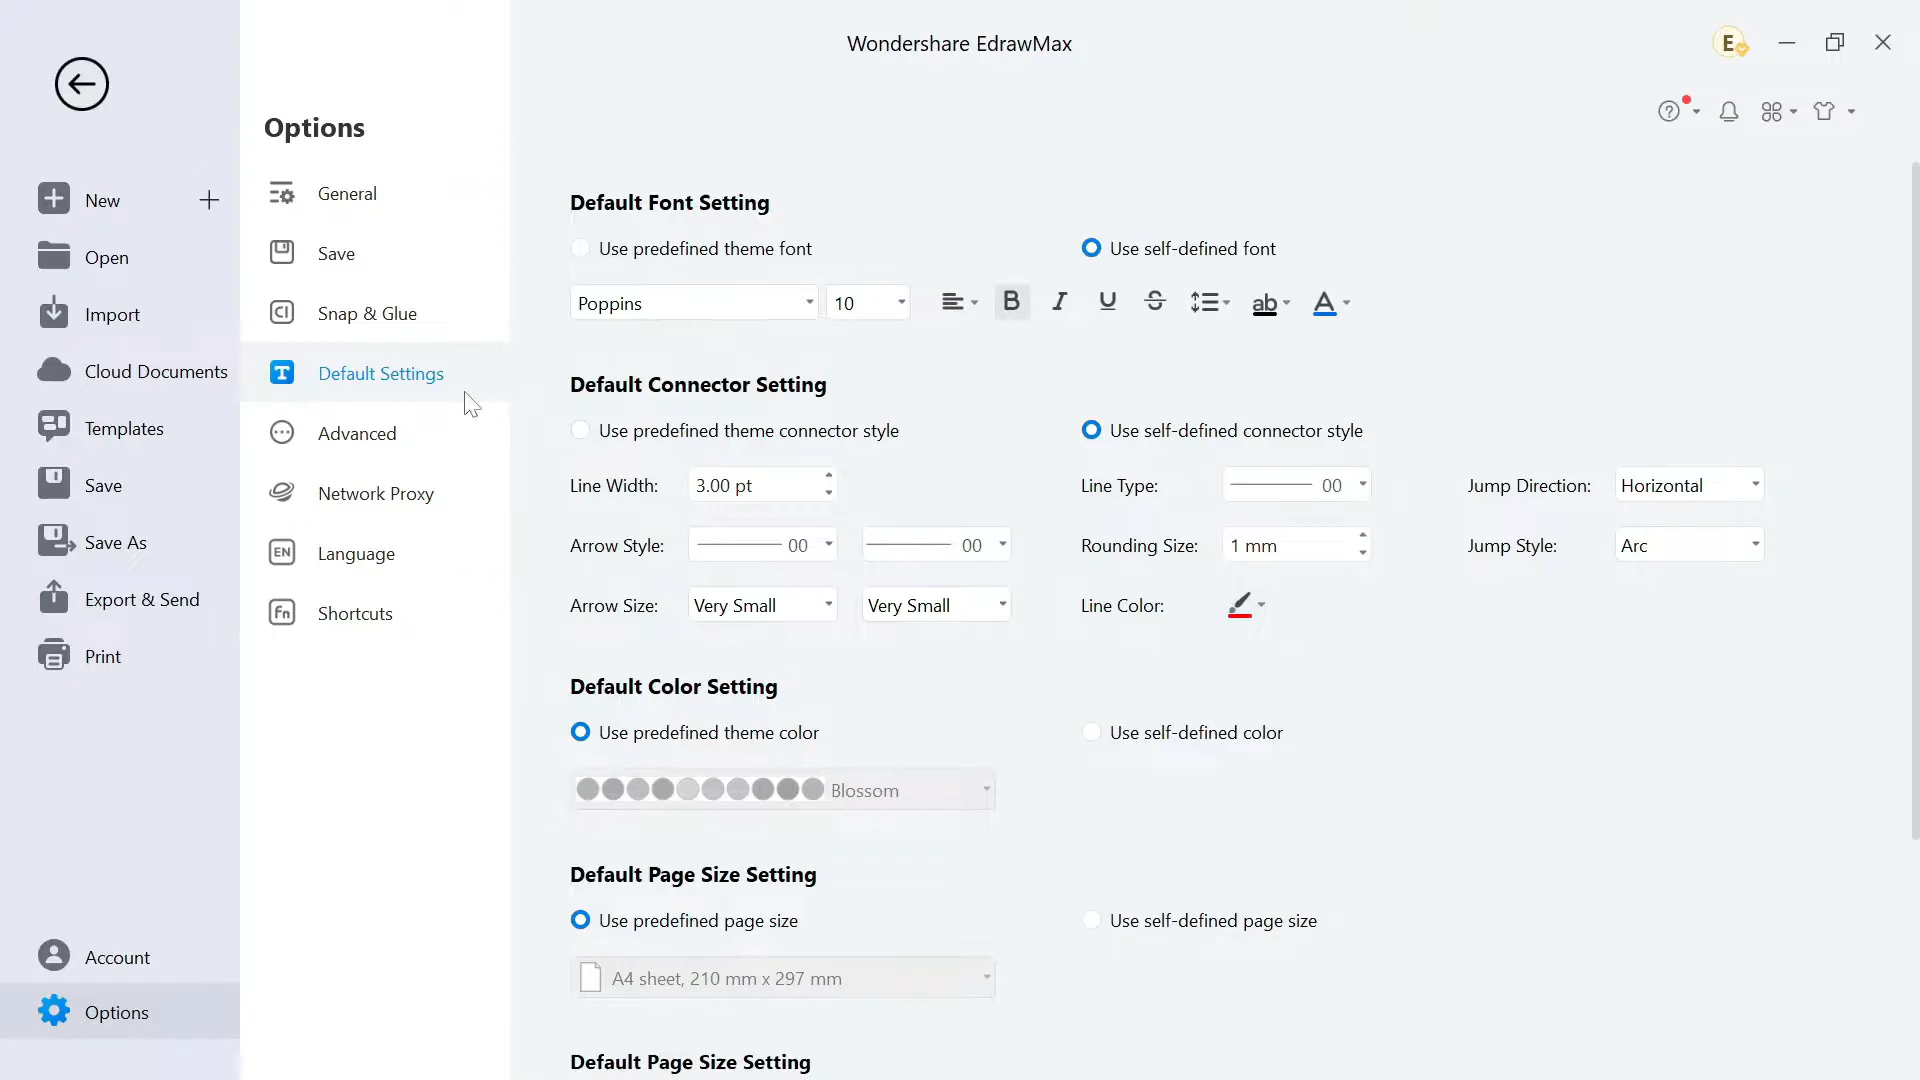 Wondershare EdrawMax
E
New
Open
Import
Cloud Documents
Templates
Save
Save As
Export & Send
Print
Account
Options
Options
General
Save
Snap & Glue
Default Settings
Advanced
Network Proxy
EN Language
fn Shortcuts
Default Font Setting
Use predefined theme font
Use self-defined font
Poppins
10
B I U S ab A
Default Connector Setting
Use predefined theme connector style
Use self-defined connector style
Line Width: 3.00 pt
Line Type: 00
Jump Direction: Horizontal
Arrow Style: 00 00
Rounding Size: 1 mm
Jump Style: Arc
Arrow Size: Very Small Very Small
Line Color:
Default Color Setting
Use predefined theme color
Use self-defined color
Blossom
Default Page Size Setting
Use predefined page size
Use self-defined page size
A4 sheet, 210 mm x 297 mm
Default Page Size Setting